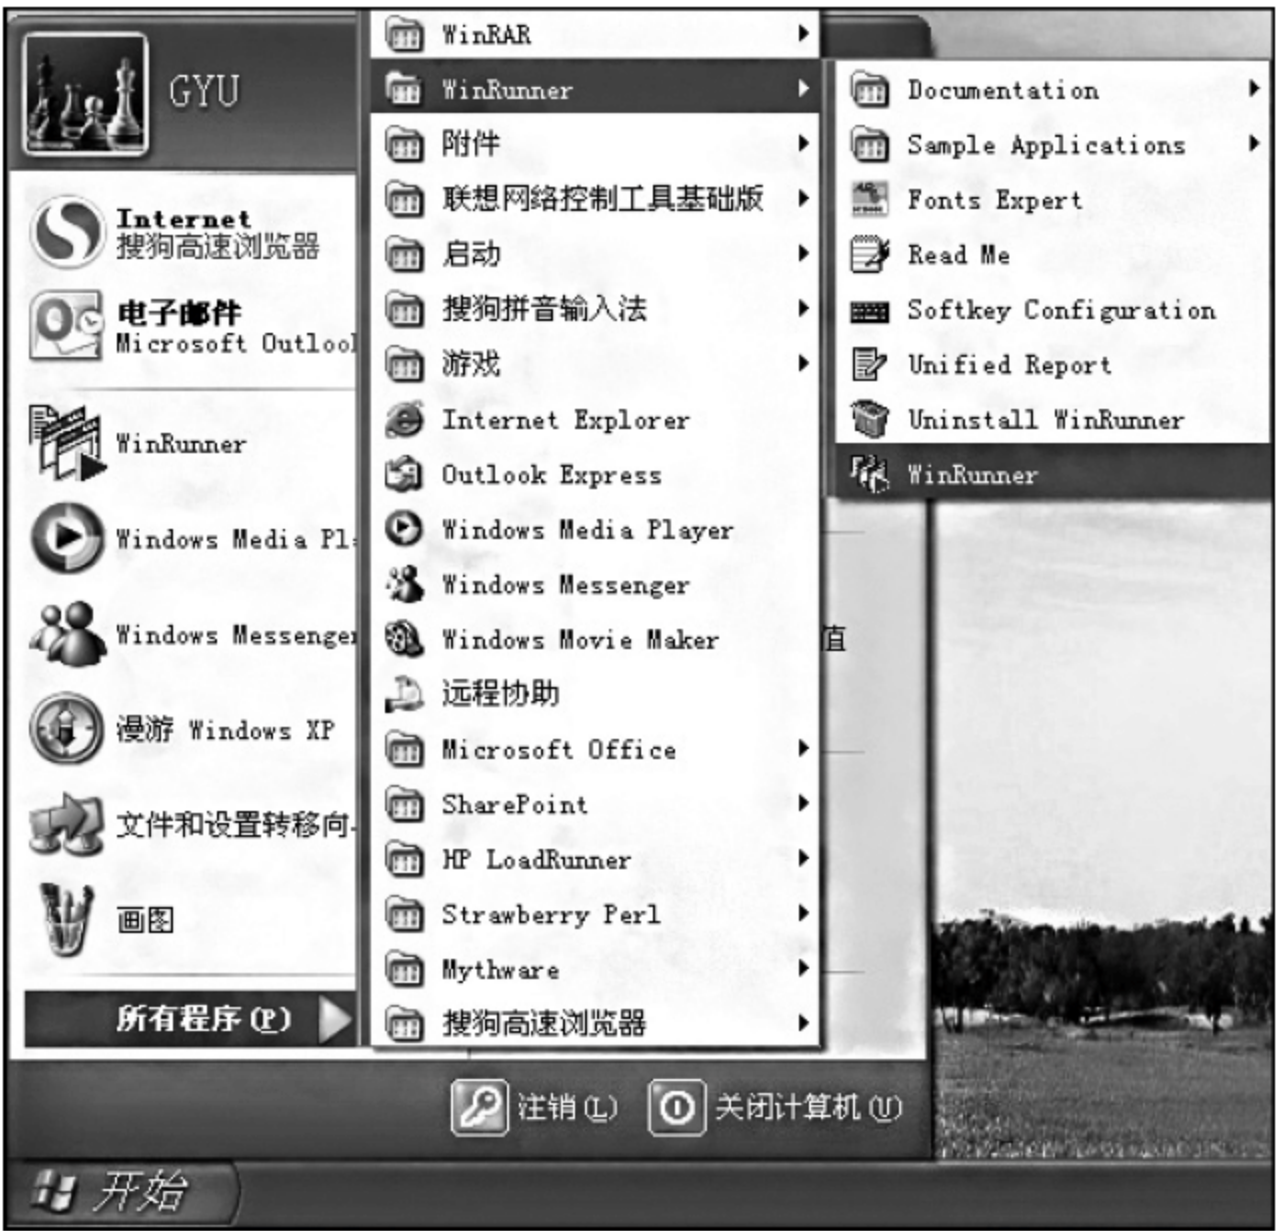 GYU
Internet
搜狗高速浏览器
电子邮件
Microsoft Outlool
WinRunner
Windows Media Pl
Windows Messenger
漫游 Windows XP
文件和设置转移向
画图
所有程序(P)
WinRAR
WinRunner
附件
联想网络控制工具基础版
启动
搜狗拼音输入法
游戏
Internet Explorer
Outlook Express
Windows Media Player
Windows Messenger
Windows Movie Maker
远程协助
Microsoft Office
SharePoint
HP LoadRunner
Strawberry Perl
Mythware
搜狗高速浏览器
Documentation
Sample Applications
Fonts Expert
Read Me
Softkey Configuration
Unified Report
Uninstall WinRunner
WinRunner
值
注销(L)
关闭计算机(U)
开始